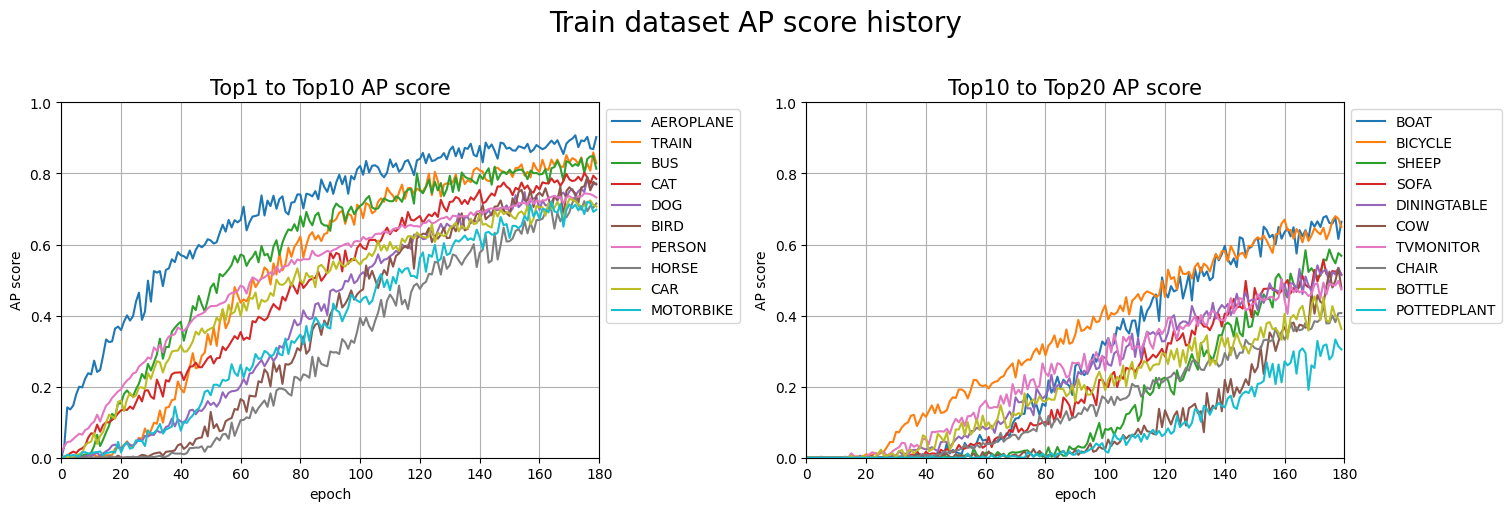 Train dataset AP score history
Top1 to Top10 AP score
AP score
1.0
0.8
0.6
0.4
0.2
0.0
0 20 40 60 80 100 120 140 160 180
epoch
AEROPLANE
TRAIN
BUS
CAT
DOG
BIRD
PERSON
HORSE
CAR
MOTORBIKE
Top10 to Top20 AP score
AP score
1.0
0.8
0.6
0.4
0.2
0.0
0 20 40 60 80 100 120 140 160 180
epoch
BOAT
BICYCLE
SHEEP
SOFA
DININGTABLE
COW
TVMONITOR
CHAIR
BOTTLE
POTTEDPLANT